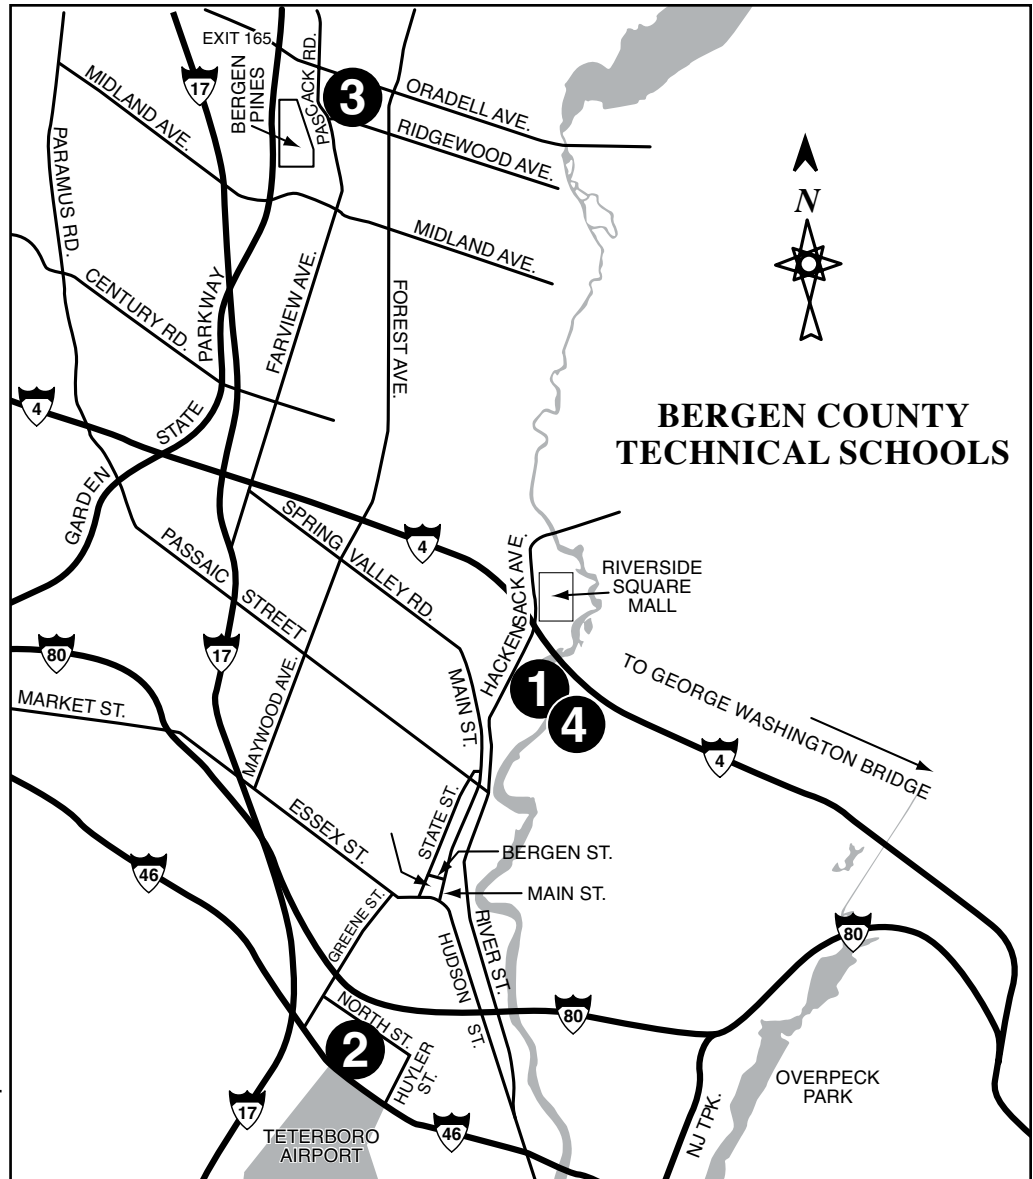 EXIT 165
17
BERGEN
PINES
PASCACK RD.
3
ORADELL AVE.
RIDGEWOOD AVE.
MIDLAND AVE.
PARAMUS RD.
N
MIDLAND AVE.
CENTURY RD.
GARDEN STATE PARKWAY
FARVIEW AVE.
FOREST AVE.
4
BERGEN COUNTY
TECHNICAL SCHOOLS
SPRING VALLEY RD.
4
PASSAIC STREET
HACKENSACK AVE.
RIVERSIDE
SQUARE
MALL
80
17
MARKET ST.
MAYWOOD AVE.
MAIN ST.
1
4
TO GEORGE WASHINGTON BRIDGE
4
ESSEX ST.
STATE ST.
BERGEN ST.
MAIN ST.
46
GREENE ST.
HUDSON ST.
RIVER ST.
80
80
NORTH ST.
2
HUYLER
ST.
OVERPECK
PARK
NJ TPK.
17
TETERBORO
AIRPORT
46